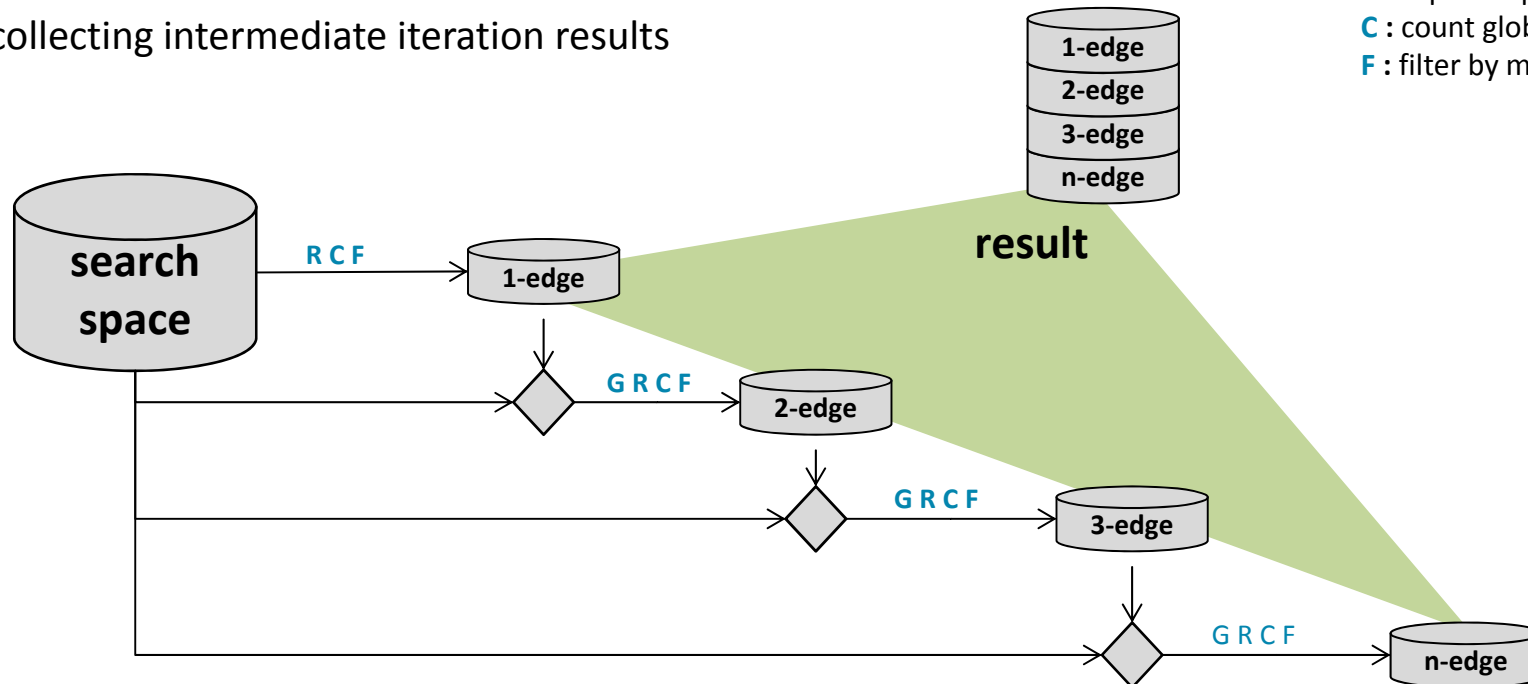 collecting intermediate iteration results
C : count
F : filter by
1-edge
2-edge
3-edge
n-edge
result
search
space
R C F
1-edge
G R C F
2-edge
G R C F
3-edge
G R C F
n-edge